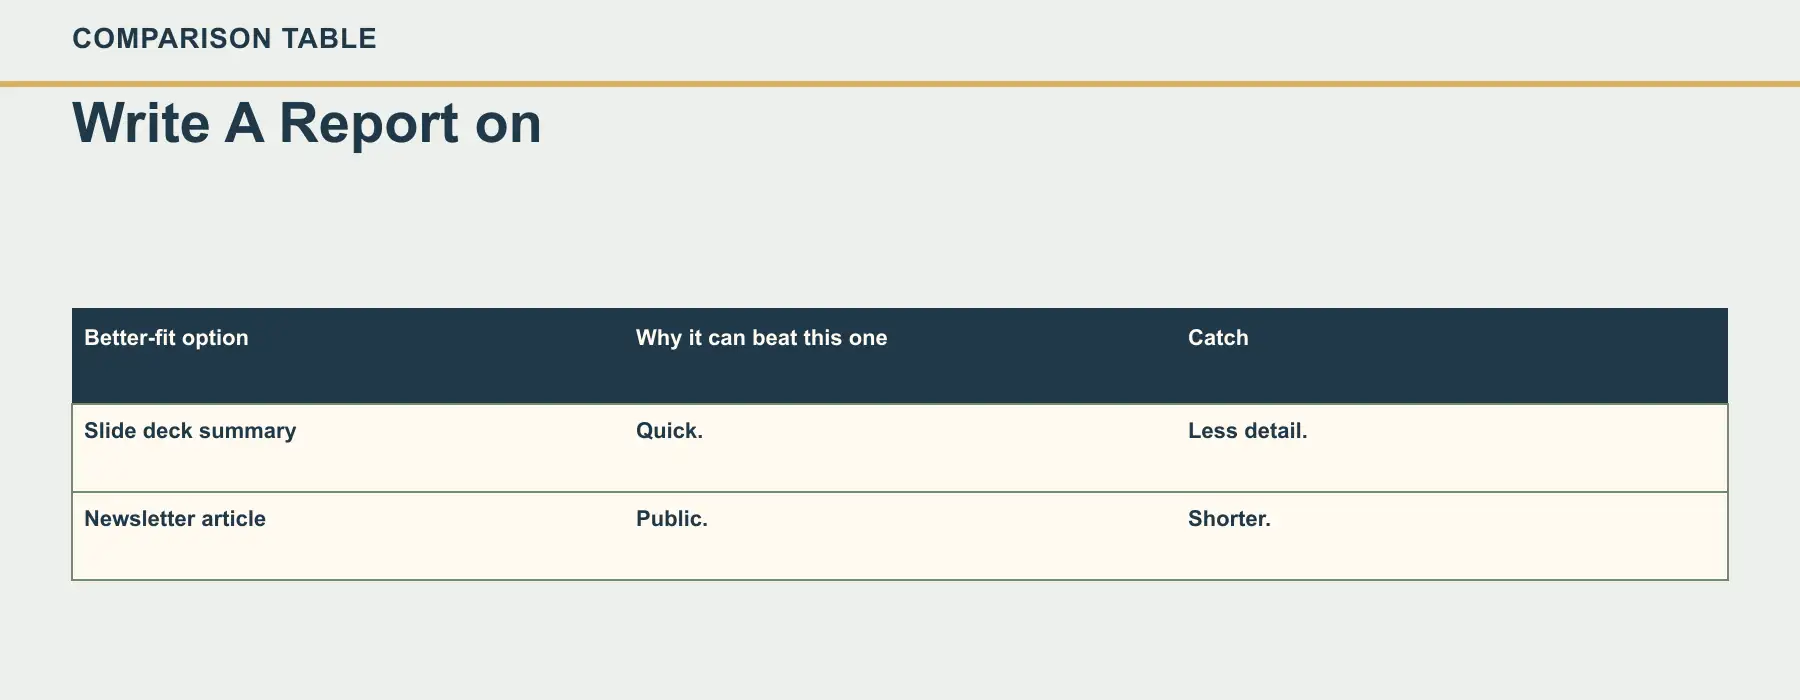 COMPARISON TABLE
Write A Report on
Better-fit option Why it can beat this one Catch
Slide deck summary Quick. Less detail.
Newsletter article Public. Shorter.